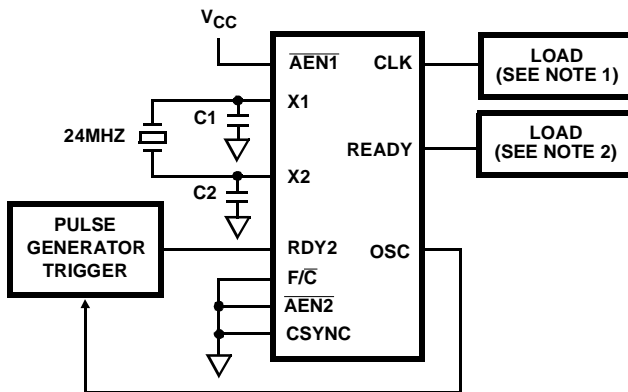 VCC
AEN1
CLK
LOAD
(SEE NOTE 1)
C1
X1
24MHZ
READY
LOAD
(SEE NOTE 2)
C2
X2
PULSE
GENERATOR
TRIGGER
RDY2
OSC
F/C
AEN2
CSYNC